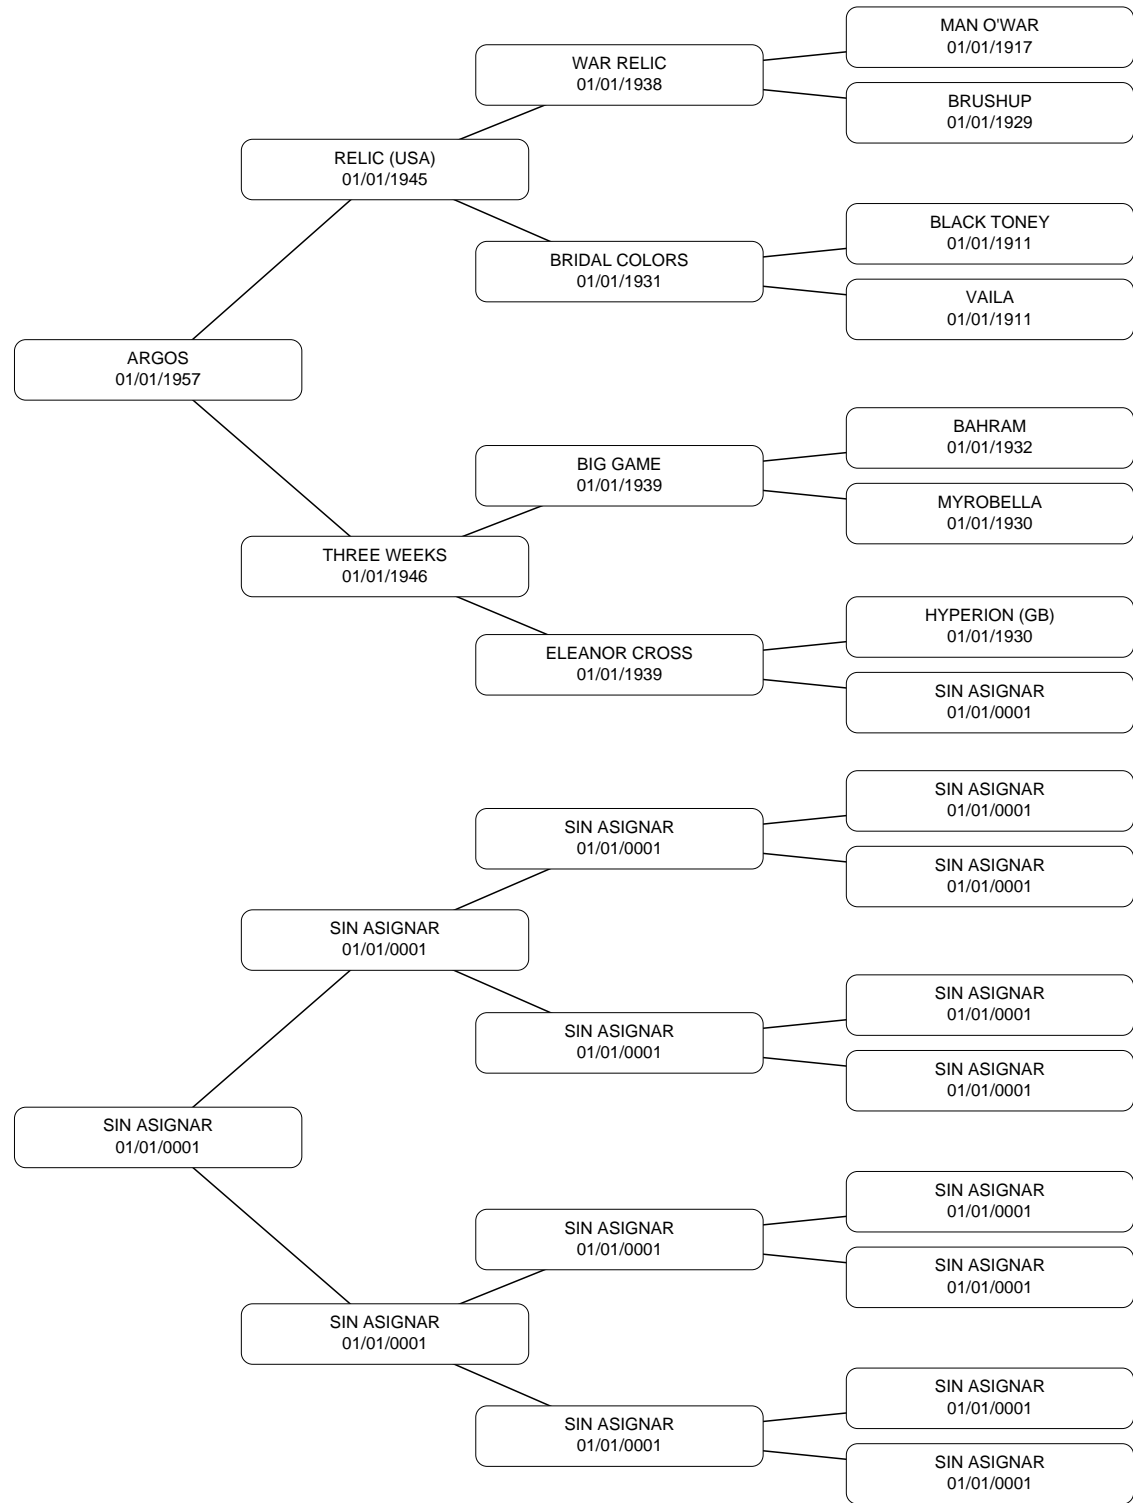 MAN O'WAR
01/01/1917
WAR RELIC
01/01/1938
BRUSHUP
01/01/1929
RELIC (USA)
01/01/1945
BLACK TONEY
01/01/1911
BRIDAL COLORS
01/01/1931
VAILA
01/01/1911
ARGOS
01/01/1957
BAHRAM
01/01/1932
BIG GAME
01/01/1939
MYROBELLA
01/01/1930
THREE WEEKS
01/01/1946
HYPERION (GB)
01/01/1930
ELEANOR CROSS
01/01/1939
SIN ASIGNAR
01/01/0001
SIN ASIGNAR
01/01/0001
SIN ASIGNAR
01/01/0001
SIN ASIGNAR
01/01/0001
SIN ASIGNAR
01/01/0001
SIN ASIGNAR
01/01/0001
SIN ASIGNAR
01/01/0001
SIN ASIGNAR
01/01/0001
SIN ASIGNAR
01/01/0001
SIN ASIGNAR
01/01/0001
SIN ASIGNAR
01/01/0001
SIN ASIGNAR
01/01/0001
SIN ASIGNAR
01/01/0001
SIN ASIGNAR
01/01/0001
SIN ASIGNAR
01/01/0001
SIN ASIGNAR
01/01/0001